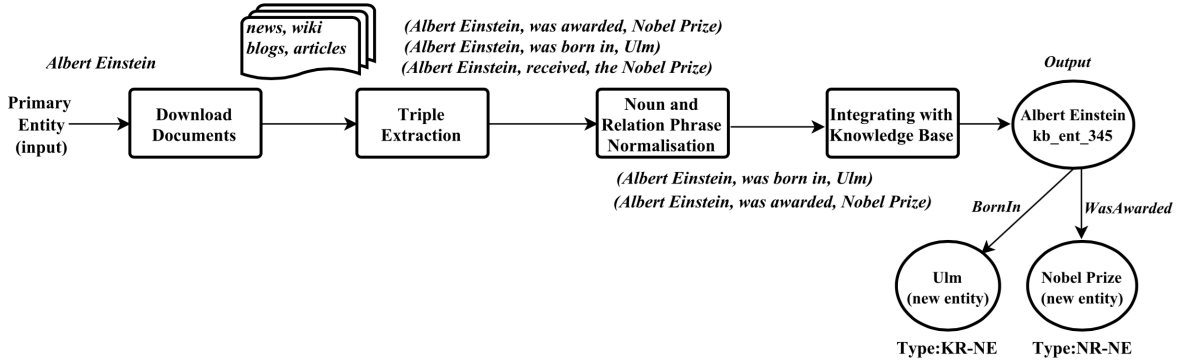 news, wiki
blogs, articles
(Albert Einstein, was awarded, Nobel Prize)
(Albert Einstein, was born in, Ulm)
(Albert Einstein, received, the Nobel Prize)
Albert Einstein
Output
Primary
Entity
(input)
Download
Documents
Triple
Extraction
Noun and
Relation Phrase
Normalisation
Integrating with
Knowledge Base
Albert Einstein
kb_ent_345
(Albert Einstein, was born in, Ulm)
(Albert Einstein, was awarded, Nobel Prize)
BornIn
WasAwarded
Ulm
(new entity)
Nobel Prize
(new entity)
Type:KR-NE
Type:NR-NE